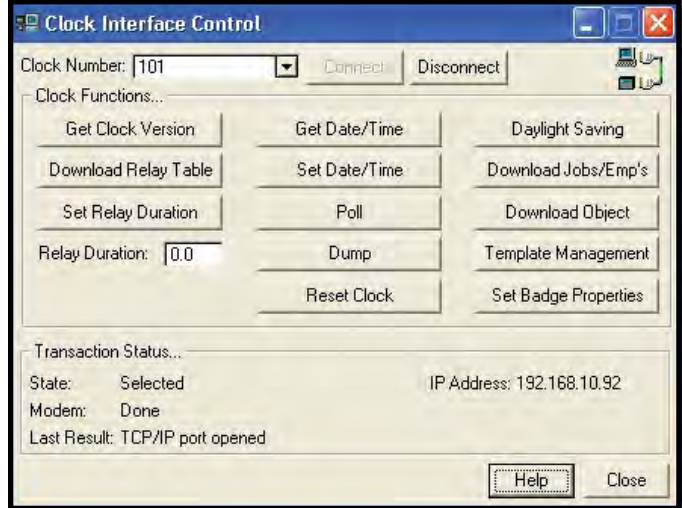 Clock Interface Control
Clock Number: 101 Connect Disconnect
Clock Functions...
Get Clock Version Get Date/Time Daylight Saving
Download Relay Table Set Date/Time Download Jobs/Emp's
Set Relay Duration Poll Download Object
Relay Duration: 0.0 Dump Template Management
Reset Clock Set Badge Properties
Transaction Status...
State: Selected IP Address: 192.168.10.92
Modem: Done
Last Result: TCP/IP port opened
Help Close